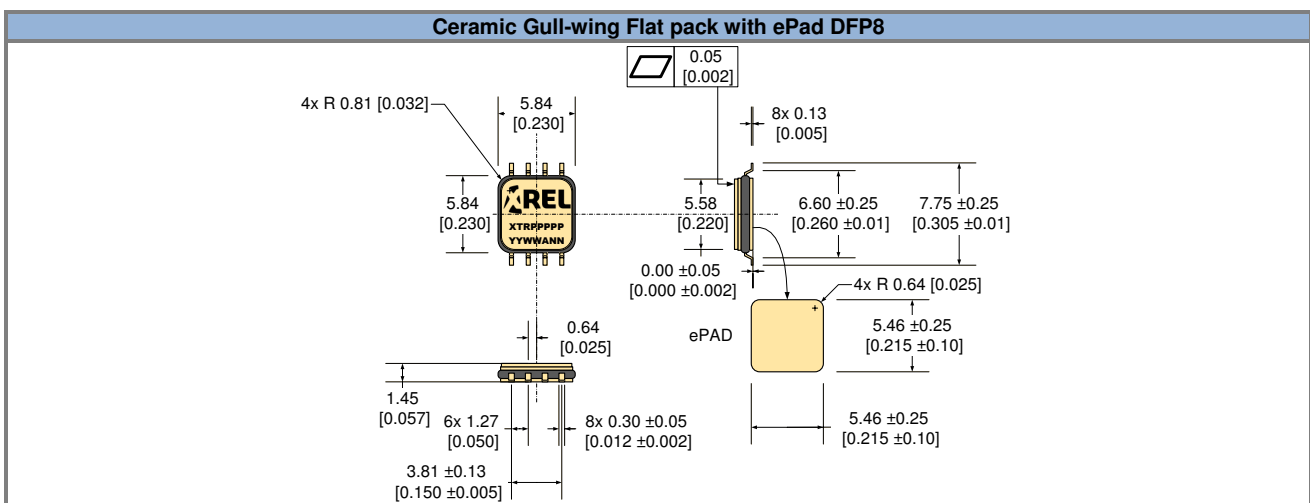 Ceramic Gull-wing Flat pack with ePad DFP8
0.05
[0.002]
4x R 0.81 [0.032]
5.84
[0.230]
8x 0.13
[0.005]
5.84
[0.230]
XREL
XTRPPPPP
YYWWANN
5.58
[0.220]
6.60 ±0.25
[0.260 ±0.01]
7.75 ±0.25
[0.305 ±0.01]
0.00 ±0.05
[0.000 ±0.002]
4x R 0.64 [0.025]
ePAD
5.46 ±0.25
[0.215 ±0.10]
0.64
[0.025]
1.45
[0.057]
6x 1.27
[0.050]
8x 0.30 ±0.05
[0.012 ±0.002]
5.46 ±0.25
[0.215 ±0.10]
3.81 ±0.13
[0.150 ±0.005]